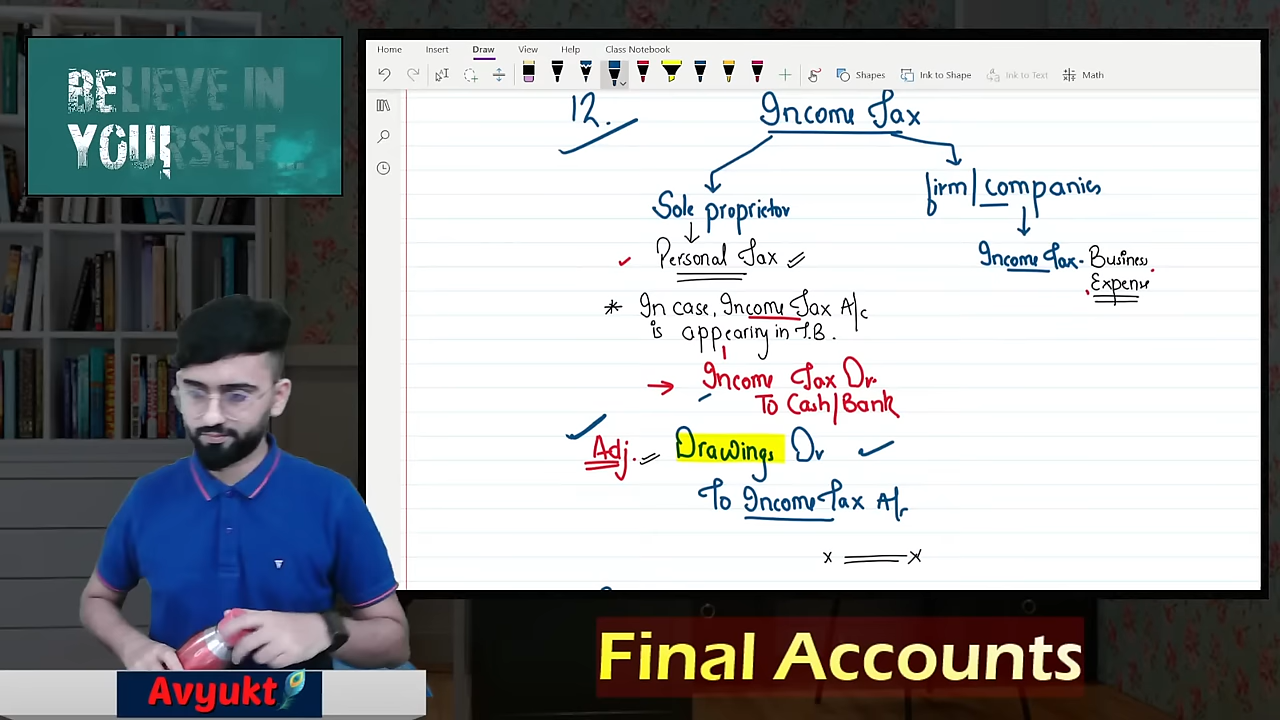 BELIEVE IN
YOURSELF...
Home Insert Draw View Help Class Notebook
Shapes Ink to Shape Ink to Text Math
12. Income Tax
Sole proprietor
firm/companies
Personal Tax
Income Tax - Business Expense
* In case, Income Tax A/c
is appearing in T.B.
→ Income Tax Dr.
To Cash/Bank
Adj. Drawings Dr
To Income Tax A/c
x ═══ x
Final Accounts
Avyukt